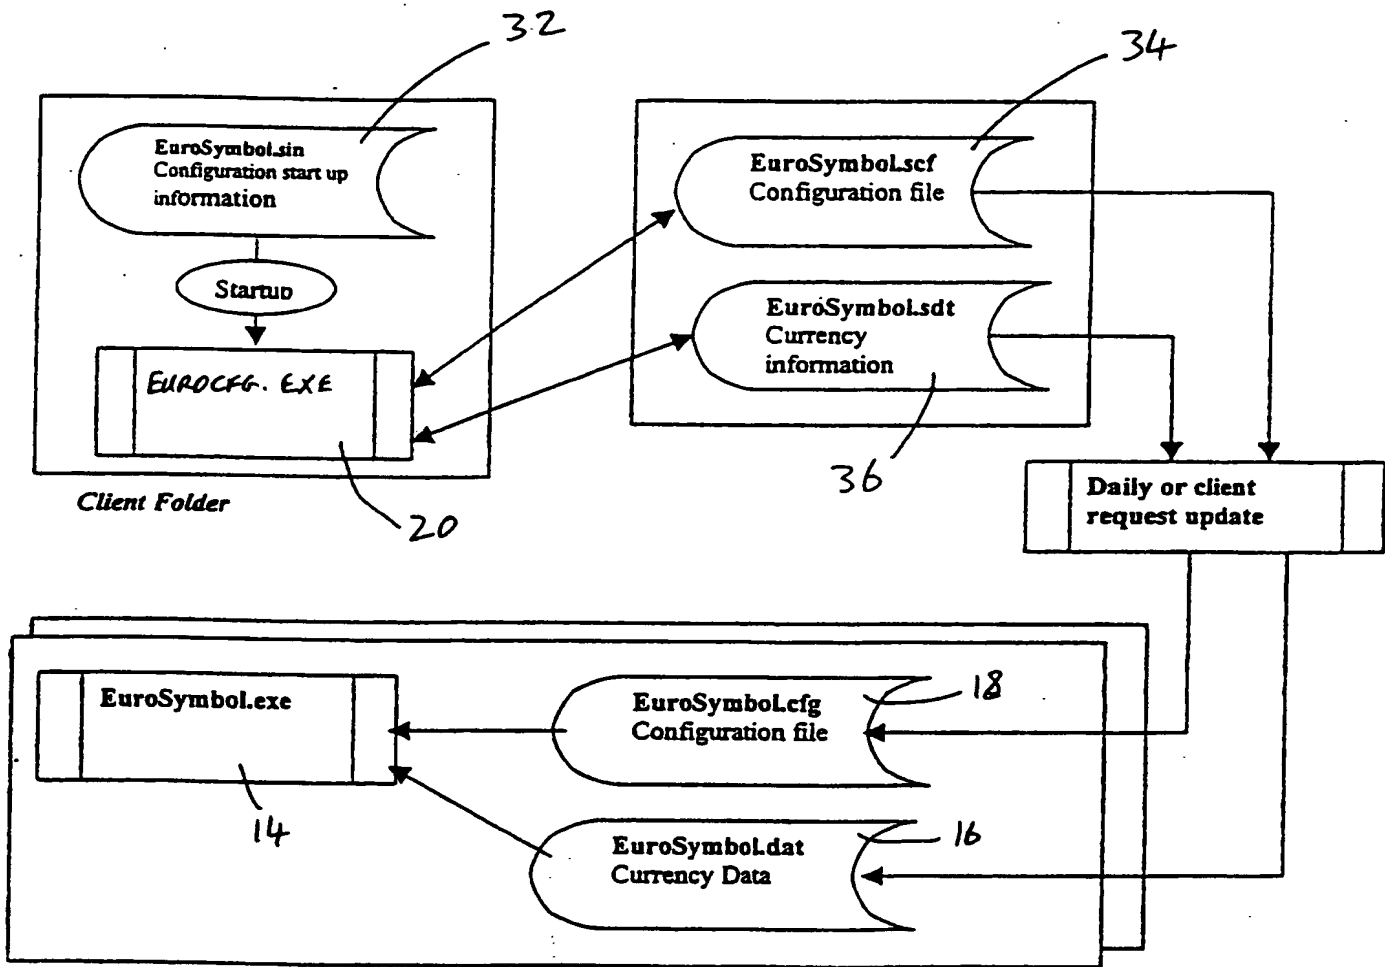 32
34
EuroSymbol.sin
Configuration start up
information
Startup
EUROCFG. EXE
20
Client Folder
EuroSymbol.scf
Configuration file
EuroSymbol.sdt
Currency
information
36
Daily or client
request update
EuroSymbol.exe
14
EuroSymbol.cfg
Configuration file
18
EuroSymbol.dat
Currency Data
16